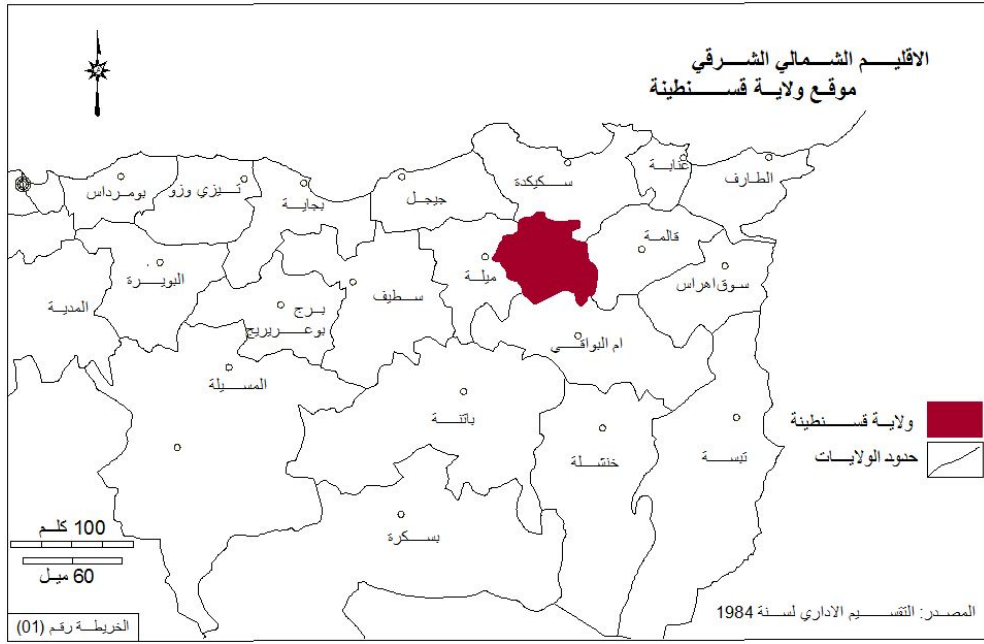 الاقليم الشمالي الشرقي
موقع ولاية قسنطينة
عنابة
الطارف
سكيكدة
جيجل
بجاية
تيزي وزو
بومرداس
قالمة
سوق اهراس
ميلة
سطيف
برج
بوعريريج
البويرة
المدية
ام البواقي
المسيلة
باتنة
خنشلة
تبسة
بسكرة
ولاية قسنطينة
حدود الولايات
100 كلم
60 ميل
المصدر: التقسيم الاداري لسنة 1984
الخريطة رقم (01)